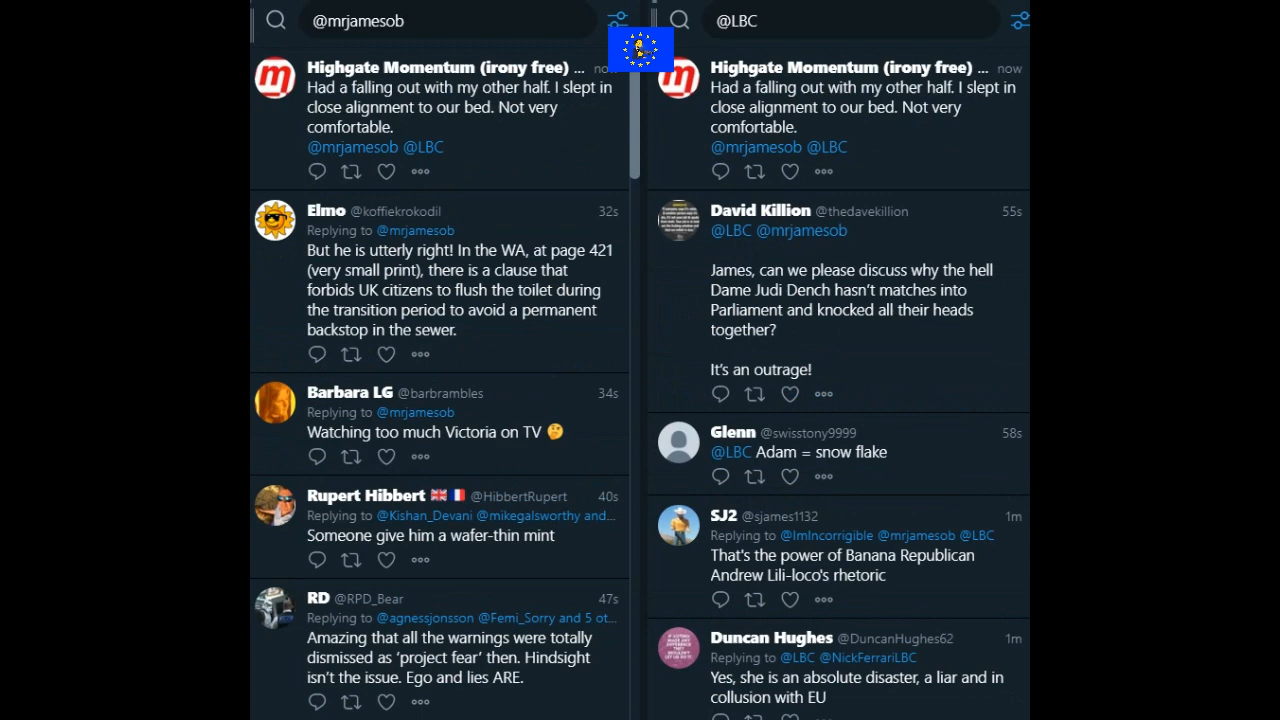 @mrjamesob
Highgate Momentum (irony free) ... now
Had a falling out with my other half. I slept in
close alignment to our bed. Not very
comfortable.
@mrjamesob @LBC
Elmo @koffiekrokodil 32s
Replying to @mrjamesob
But he is utterly right! In the WA, at page 421
(very small print), there is a clause that
forbids UK citizens to flush the toilet during
the transition period to avoid a permanent
backstop in the sewer.
Barbara LG @barbrambles 34s
Replying to @mrjamesob
Watching too much Victoria on TV 🤔
Rupert Hibbert 🇬🇧🇫🇷 @HibbertRupert 40s
Replying to @Kishan_Devani @mikegalsworthy and...
Someone give him a wafer-thin mint
RD @RPD_Bear 47s
Replying to @agnessjonsson @Femi_Sorry and 5 ot...
Amazing that all the warnings were totally
dismissed as ‘project fear’ then. Hindsight
isn’t the issue. Ego and lies ARE.
@LBC
Highgate Momentum (irony free) ... now
Had a falling out with my other half. I slept in
close alignment to our bed. Not very
comfortable.
@mrjamesob @LBC
David Killion @thedavekillion 55s
@LBC @mrjamesob
James, can we please discuss why the hell
Dame Judi Dench hasn’t matches into
Parliament and knocked all their heads
together?
It’s an outrage!
Glenn @swisstony9999 58s
@LBC Adam = snow flake
SJ2 @sjames1132 1m
Replying to @ImIncorrigible @mrjamesob @LBC
That's the power of Banana Republican
Andrew Lili-loco's rhetoric
Duncan Hughes @DuncanHughes62 1m
Replying to @LBC @NickFerrariLBC
Yes, she is an absolute disaster, a liar and in
collusion with EU